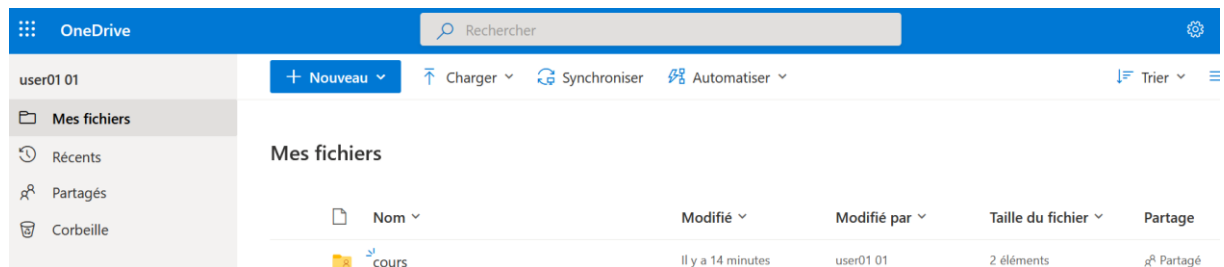 OneDrive
Rechercher
user01 01
Nouveau
Charger
Synchroniser
Automatiser
Trier
Mes fichiers
Récents
Partagés
Corbeille
Mes fichiers
Nom
Modifié
Modifié par
Taille du fichier
Partage
cours
Il y a 14 minutes
user01 01
2 éléments
Partagé